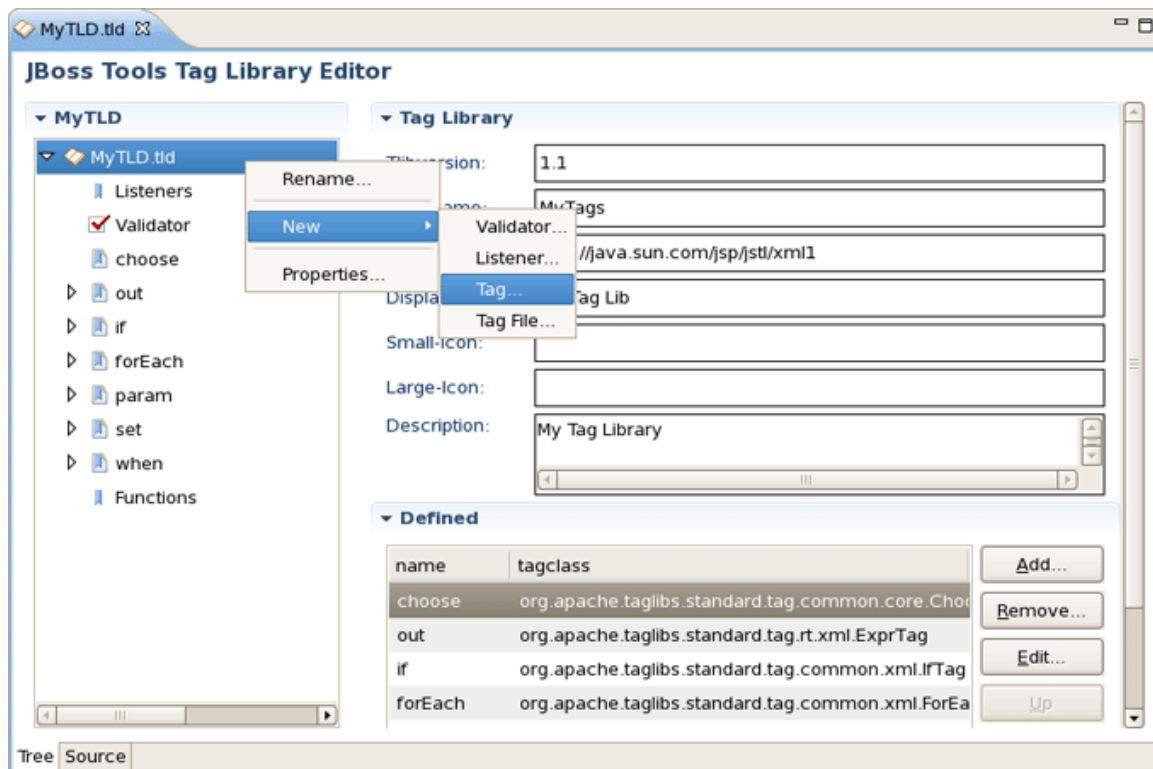 MyTLD.tld
JBoss Tools Tag Library Editor
MyTLD
MyTLD.tld
Listeners
Validator
choose
out
if
forEach
param
set
when
Functions
Rename...
New
Properties...
Validator...
Listener...
Tag...
Tag File...
Tag Library
1.1
MyTags
//java.sun.com/jsp/jstl/xml1
Displa
Tag Lib
Small-Icon:
Large-Icon:
Description:
My Tag Library
Defined
name tagclass
choose org.apache.taglibs.standard.tag.common.core.Choo
out org.apache.taglibs.standard.tag.rt.xml.ExprTag
if org.apache.taglibs.standard.tag.common.xml.IfTag
forEach org.apache.taglibs.standard.tag.common.xml.ForEa
Add...
Remove...
Edit...
Up
Tree Source